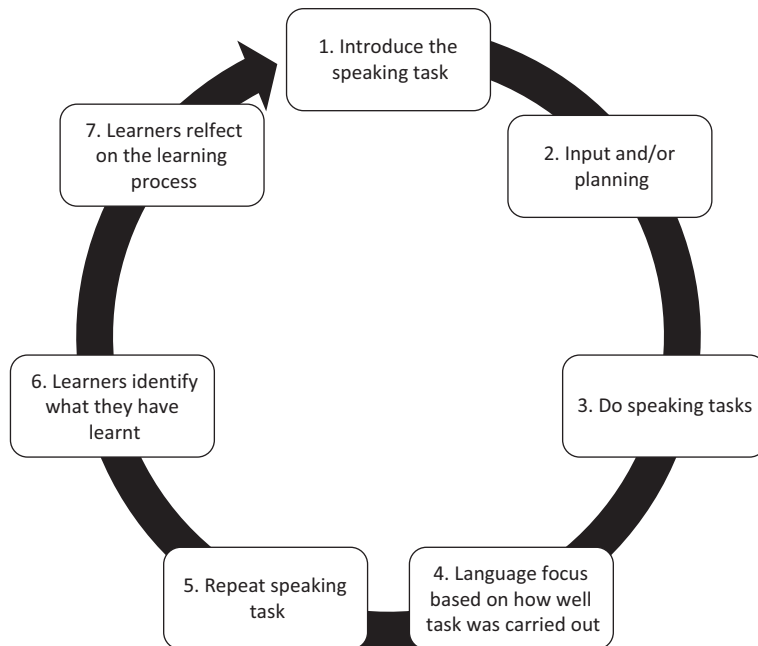 1. Introduce the
speaking task
2. Input and/or
planning
3. Do speaking tasks
4. Language focus
based on how well
task was carried out
5. Repeat speaking
task
6. Learners identify
what they have
learnt
7. Learners relfect
on the learning
process